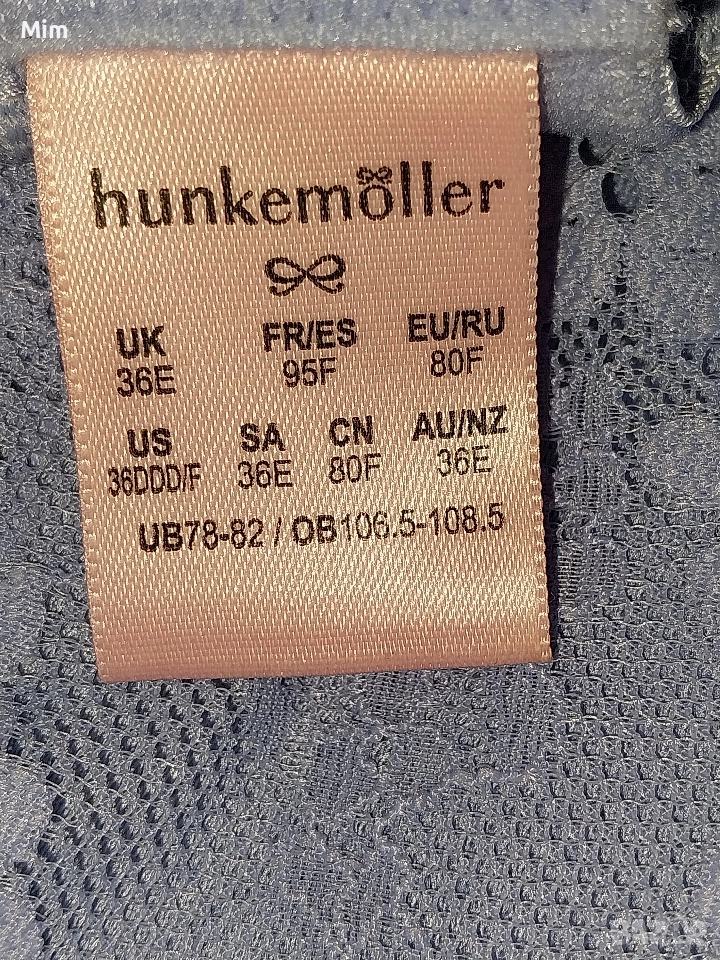 Mim
hunkemöller
UK FR/ES EU/RU
36E 95F 80F
US SA CN AU/NZ
36DDD/F 36E 80F 36E
UB78-82 / OB106.5-108.5